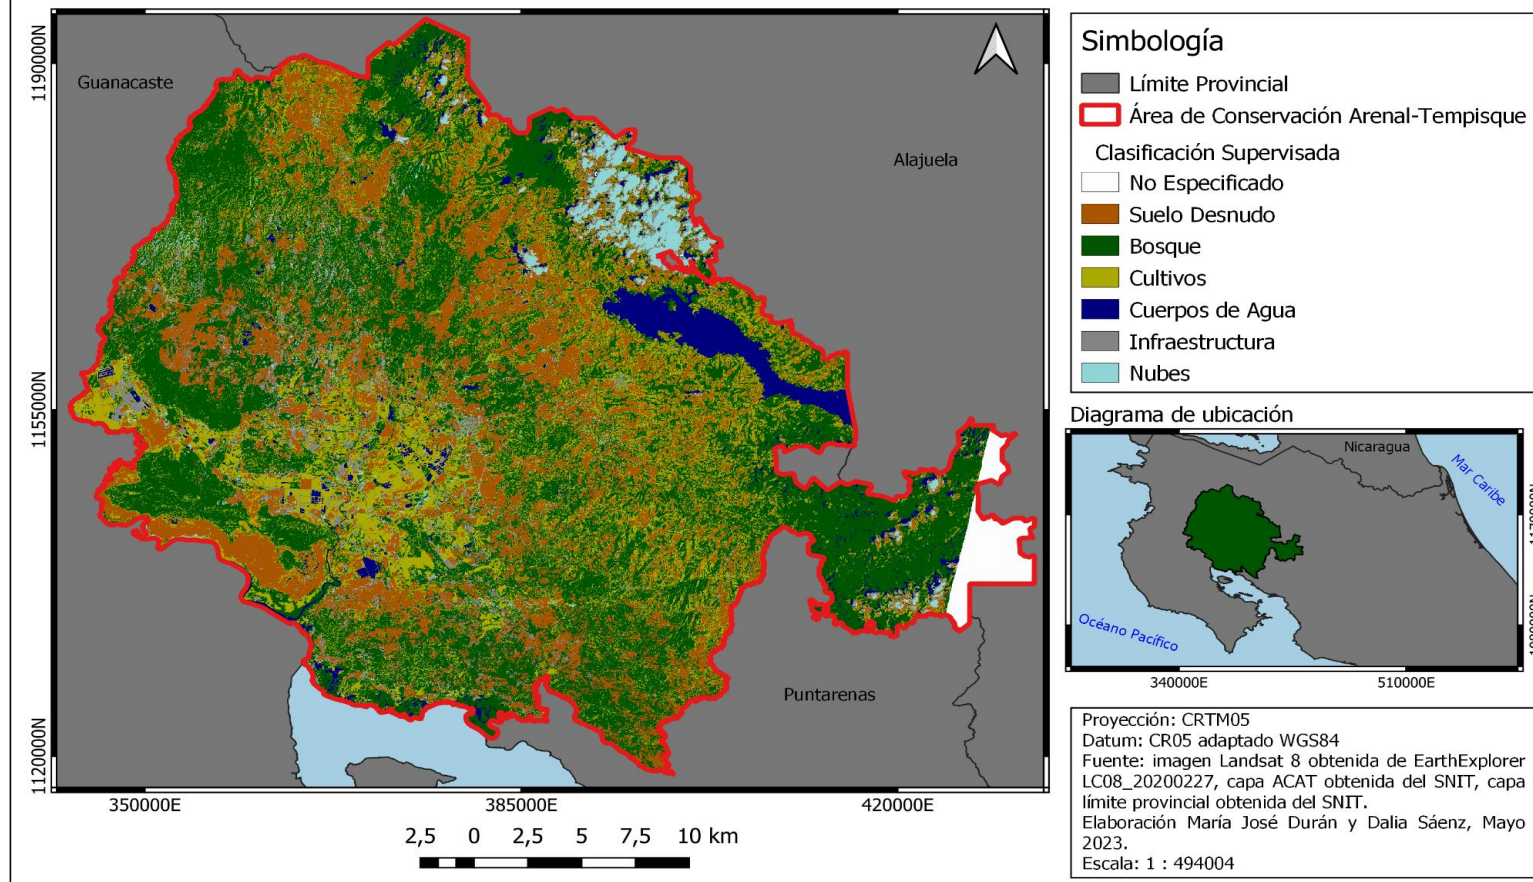 1190000N
1155000N
1120000N
Guanacaste
Alajuela
Puntarenas
350000E
385000E
420000E
2,5 0 2,5 5 7,5 10 km
Simbología
Límite Provincial
Área de Conservación Arenal-Tempisque
Clasificación Supervisada
No Especificado
Suelo Desnudo
Bosque
Cultivos
Cuerpos de Agua
Infraestructura
Nubes
Diagrama de ubicación
Nicaragua
Mar Caribe
Océano Pacífico
340000E
510000E
Proyección: CRTM05
Datum: CR05 adaptado WGS84
Fuente: imagen Landsat 8 obtenida de EarthExplorer
LC08_20200227, capa ACAT obtenida del SNIT, capa
límite provincial obtenida del SNIT.
Elaboración María José Durán y Dalia Sáenz, Mayo
2023.
Escala: 1 : 494004